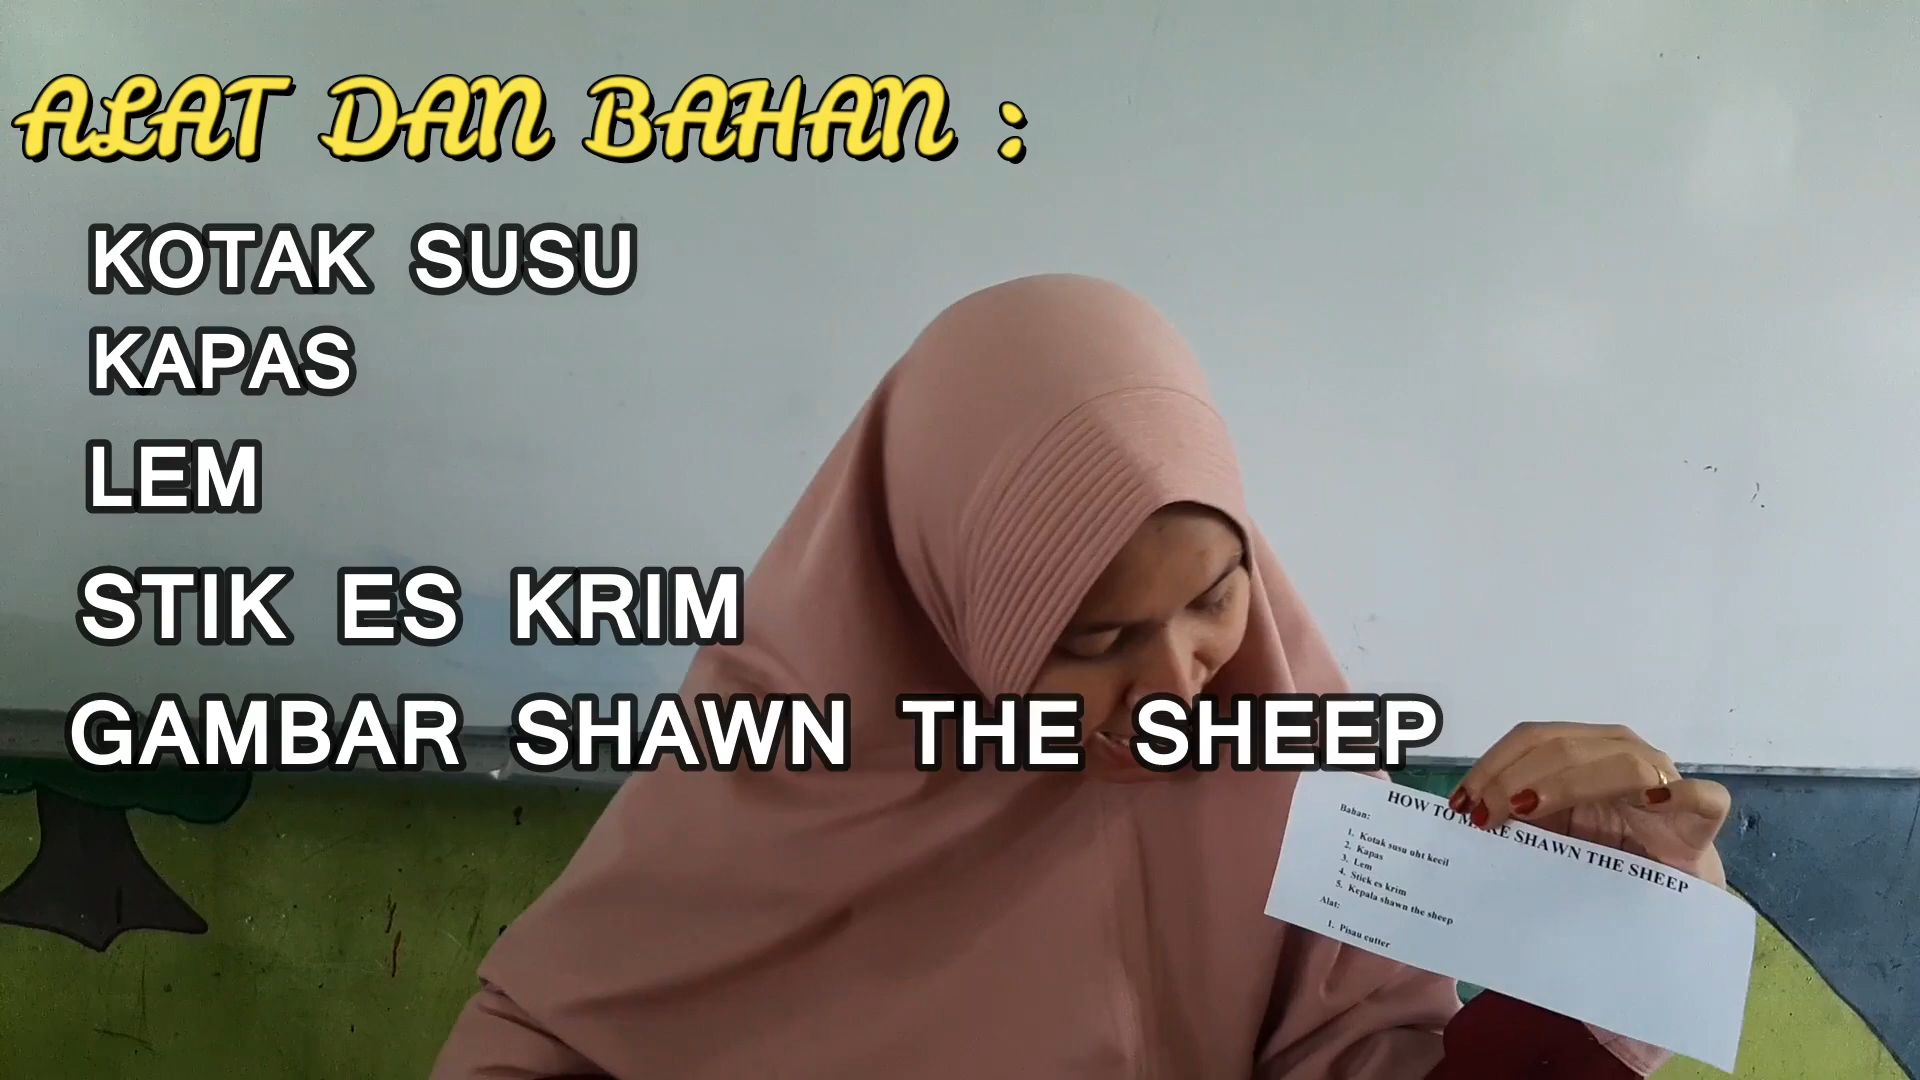 ALAT DAN BAHAN :
KOTAK SUSU
KAPAS
LEM
STIK ES KRIM
GAMBAR SHAWN THE SHEEP
HOW TO MAKE SHAWN THE SHEEP
Bahan:
1. Kotak susu uht kecil
2. Kapas
3. Lem
4. Stick es krim
5. Kepala shawn the sheep
Alat:
1. Pisau cutter